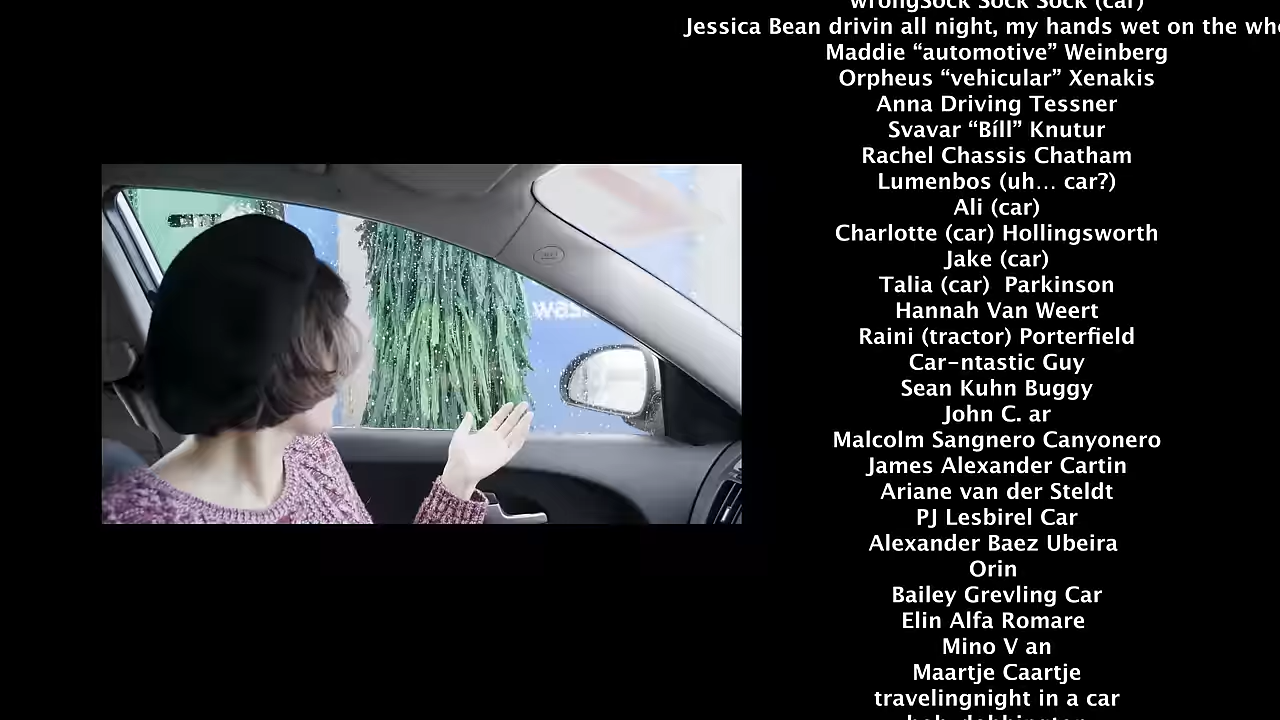 wrongSock Sock Sock (car)
Jessica Bean drivin all night, my hands wet on the whe
Maddie “automotive” Weinberg
Orpheus “vehicular” Xenakis
Anna Driving Tessner
Svavar “Bíll” Knutur
Rachel Chassis Chatham
Lumenbos (uh… car?)
Ali (car)
Charlotte (car) Hollingsworth
Jake (car)
Talia (car)  Parkinson
Hannah Van Weert
Raini (tractor) Porterfield
Car-ntastic Guy
Sean Kuhn Buggy
John C. ar
Malcolm Sangnero Canyonero
James Alexander Cartin
Ariane van der Steldt
PJ Lesbirel Car
Alexander Baez Ubeira
Orin
Bailey Grevling Car
Elin Alfa Romare
Mino V an
Maartje Caartje
travelingnight in a car